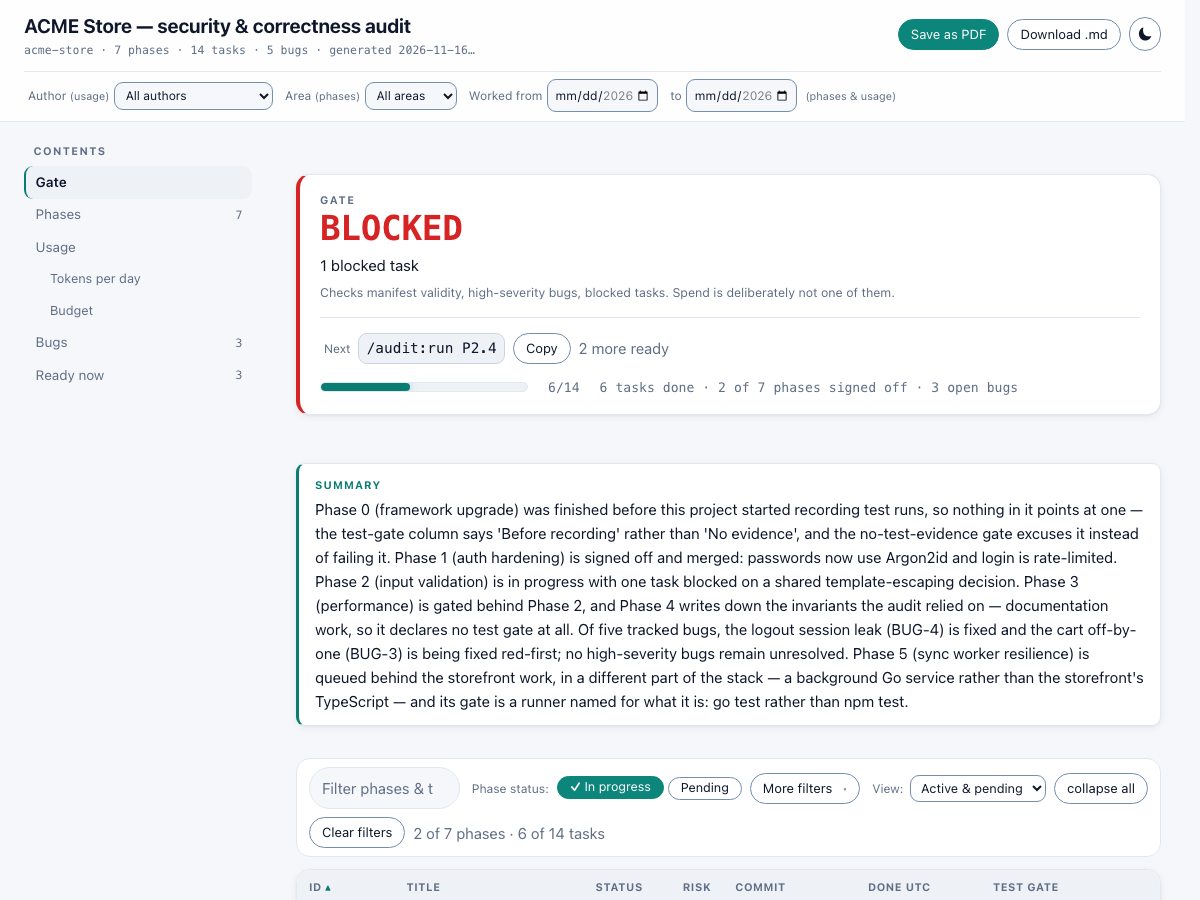 ACME Store — security & correctness audit
acme-store · 7 phases · 14 tasks · 5 bugs · generated 2026-11-16…
Save as PDF
Download .md
Author (usage)
All authors
Area (phases)
All areas
Worked from
mm/dd/2026
to
mm/dd/2026
(phases & usage)
CONTENTS
Gate
Phases 7
Usage
Tokens per day
Budget
Bugs 3
Ready now 3
GATE
BLOCKED
1 blocked task
Checks manifest validity, high-severity bugs, blocked tasks. Spend is deliberately not one of them.
Next /audit:run P2.4 Copy 2 more ready
6/14 6 tasks done · 2 of 7 phases signed off · 3 open bugs
SUMMARY
Phase 0 (framework upgrade) was finished before this project started recording test runs, so nothing in it points at one —
the test-gate column says 'Before recording' rather than 'No evidence', and the no-test-evidence gate excuses it instead
of failing it. Phase 1 (auth hardening) is signed off and merged: passwords now use Argon2id and login is rate-limited.
Phase 2 (input validation) is in progress with one task blocked on a shared template-escaping decision. Phase 3
(performance) is gated behind Phase 2, and Phase 4 writes down the invariants the audit relied on — documentation
work, so it declares no test gate at all. Of five tracked bugs, the logout session leak (BUG-4) is fixed and the cart off-by-
one (BUG-3) is being fixed red-first; no high-severity bugs remain unresolved. Phase 5 (sync worker resilience) is
queued behind the storefront work, in a different part of the stack — a background Go service rather than the storefront's
TypeScript — and its gate is a runner named for what it is: go test rather than npm test.
Filter phases & t
Phase status: ✓ In progress Pending More filters · View: Active & pending collapse all
Clear filters 2 of 7 phases · 6 of 14 tasks
ID ▲ TITLE STATUS RISK COMMIT DONE UTC TEST GATE